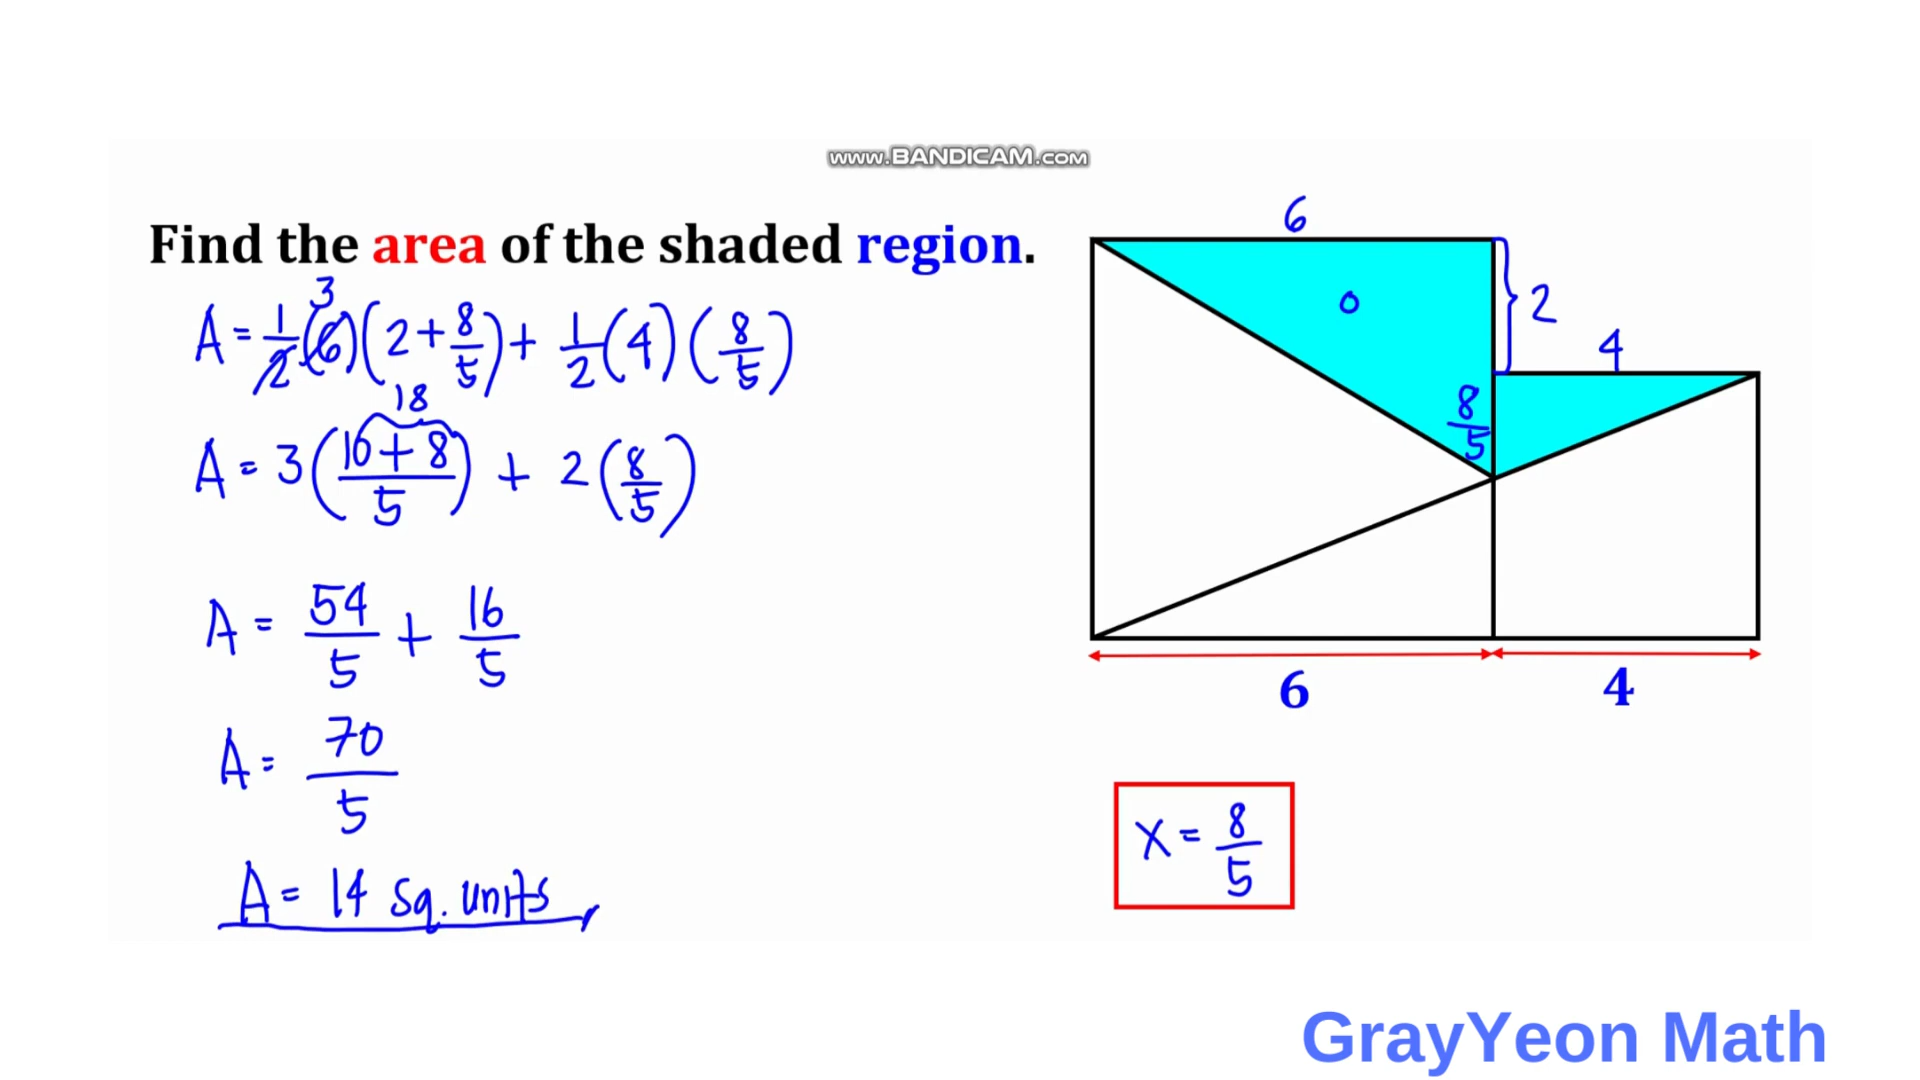 www.BANDICAM.com
Find the area of the shaded region.
A = 1/2 (6) (2 + 8/5) + 1/2 (4) (8/5)
3
18
A = 3 (10 + 8 / 5) + 2 (8/5)
A = 54/5 + 16/5
A = 70/5
A = 14 sq. units
6
2
4
8/5
6
4
x = 8/5
GrayYeon Math